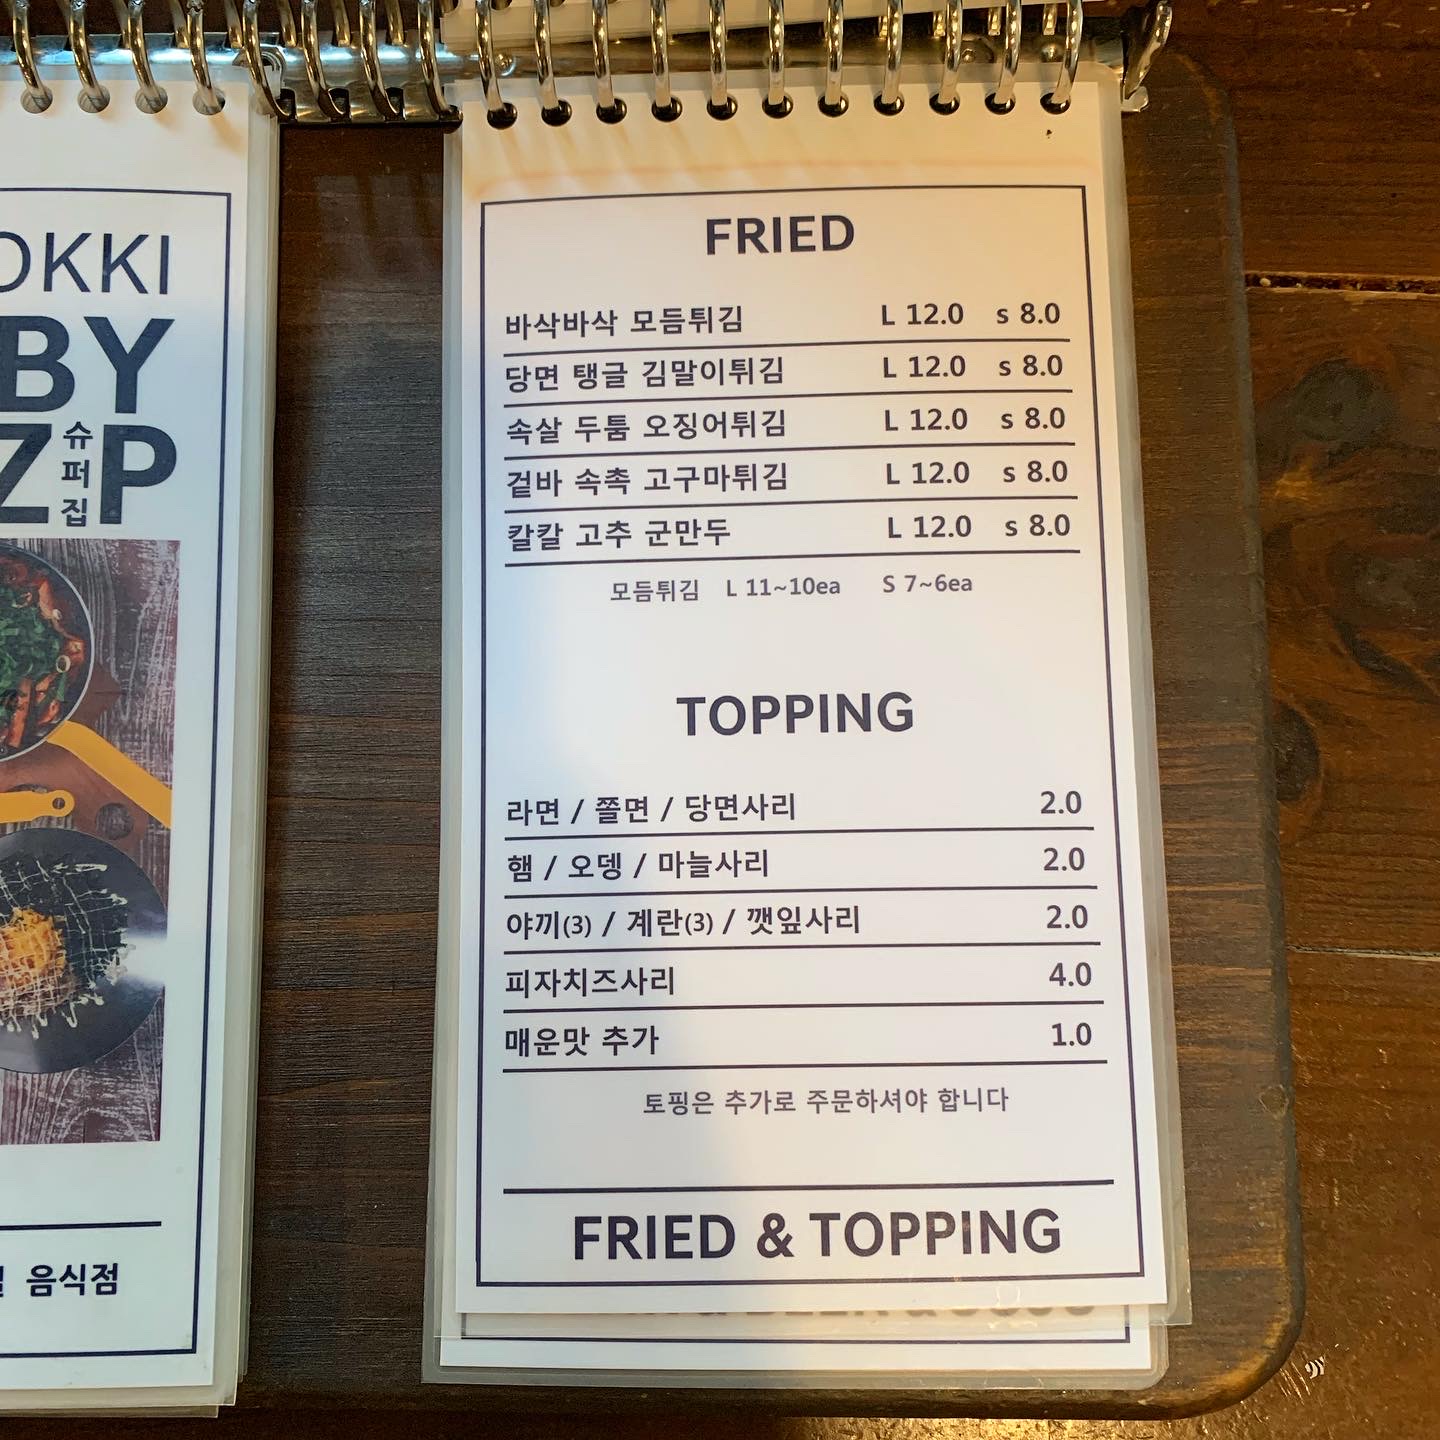 OKKI
BY
Z슈퍼집P
음식점
FRIED
바삭바삭 모듬튀김 L 12.0 s 8.0
당면 탱글 김말이튀김 L 12.0 s 8.0
속살 두툼 오징어튀김 L 12.0 s 8.0
겉바 속촉 고구마튀김 L 12.0 s 8.0
칼칼 고추 군만두 L 12.0 s 8.0
모듬튀김 L 11~10ea S 7~6ea
TOPPING
라면 / 쫄면 / 당면사리 2.0
햄 / 오뎅 / 마늘사리 2.0
야끼(3) / 계란(3) / 깻잎사리 2.0
피자치즈사리 4.0
매운맛 추가 1.0
토핑은 추가로 주문하셔야 합니다
FRIED & TOPPING